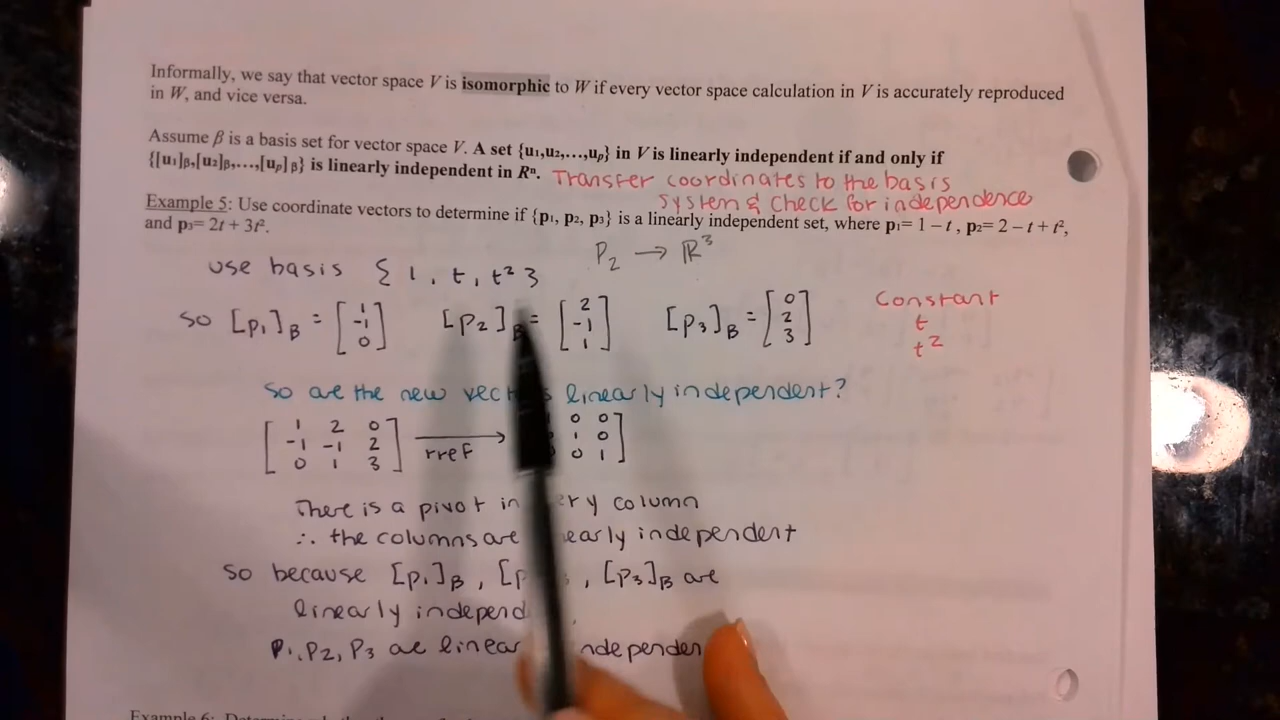 Informally, we say that vector space V is isomorphic to W if every vector space calculation in V is accurately reproduced
in W, and vice versa.
Assume β is a basis set for vector space V. A set {u₁,u₂,…,uₚ} in V is linearly independent if and only if
{[u₁]β,[u₂]β,…,[uₚ]β} is linearly independent in Rⁿ. Transfer coordinates to the basis
system & check for independence
Example 5: Use coordinate vectors to determine if {p₁, p₂, p₃} is a linearly independent set, where p₁= 1 – t , p₂= 2 – t + t²,
and p₃= 2t + 3t².
P₂ → ℝ³
use basis { 1, t, t² }
so [p₁]B = [1 -1 0] [p₂]B = [2 -1 1] [p₃]B = [0 2 3]
Constant
t
t²
so are the new linearly independent?
[1 2 0
-1 -1 2
0 1 3] → rref
0 0
1 0
0 1]
There is a pivot in column
∴ the columns are independent
so because [p₁]B , , [p₃]B are
linearly
P₁, P₂, P₃ are